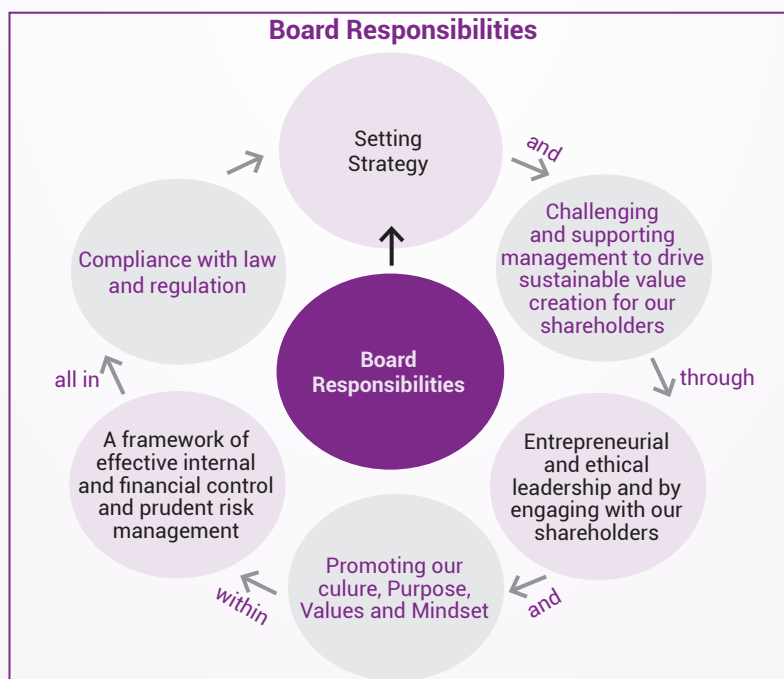 Board Responsibilities
Setting
Strategy
and
Challenging
and supporting
management to drive
sustainable value
creation for our
shareholders
through
Entrepreneurial
and ethical
leadership and by
engaging with our
shareholders
and
Promoting our
culure, Purpose,
Values and Mindset
within
A framework of
effective internal
and financial control
and prudent risk
management
all in
Compliance with law
and regulation
Board
Responsibilities